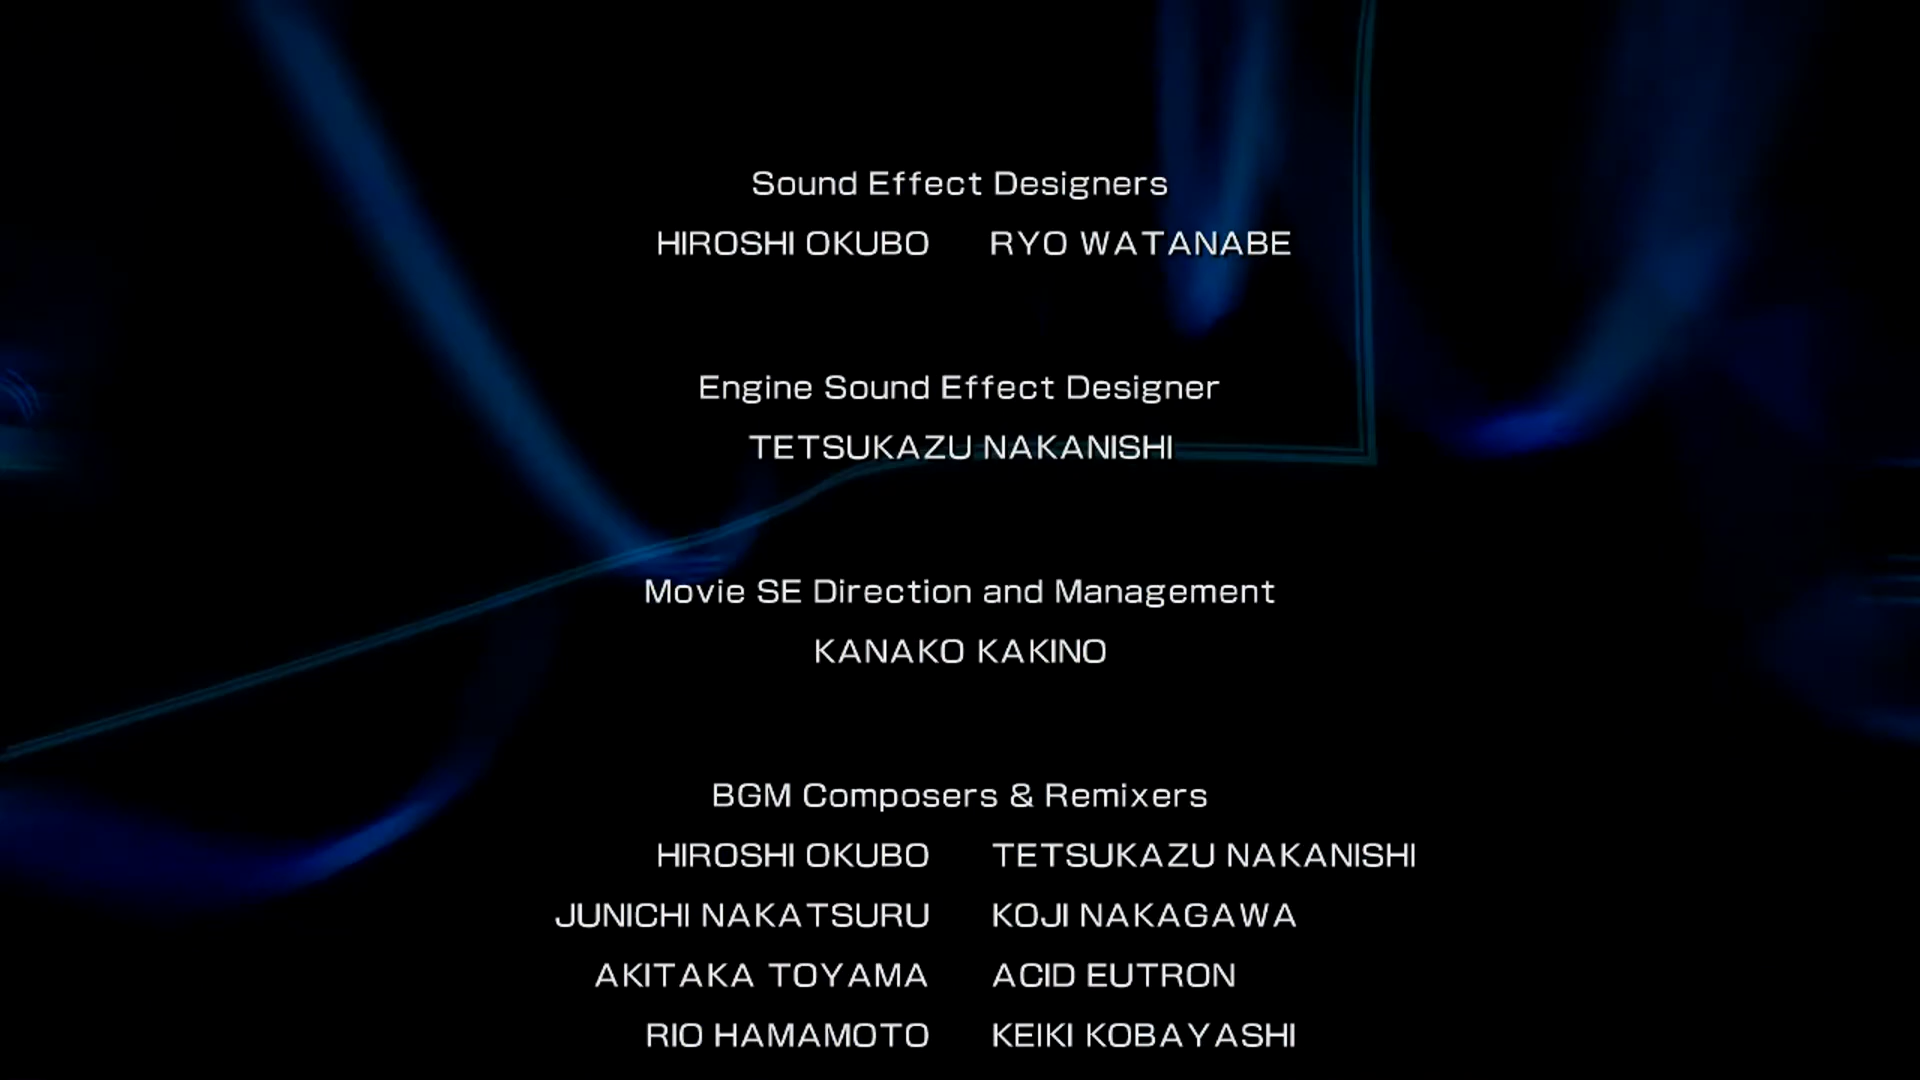 Sound Effect Designers
HIROSHI OKUBO RYO WATANABE
Engine Sound Effect Designer
TETSUKAZU NAKANISHI
Movie SE Direction and Management
KANAKO KAKINO
BGM Composers & Remixers
HIROSHI OKUBO TETSUKAZU NAKANISHI
JUNICHI NAKATSURU KOJI NAKAGAWA
AKITAKA TOYAMA ACID EUTRON
RIO HAMAMOTO KEIKI KOBAYASHI